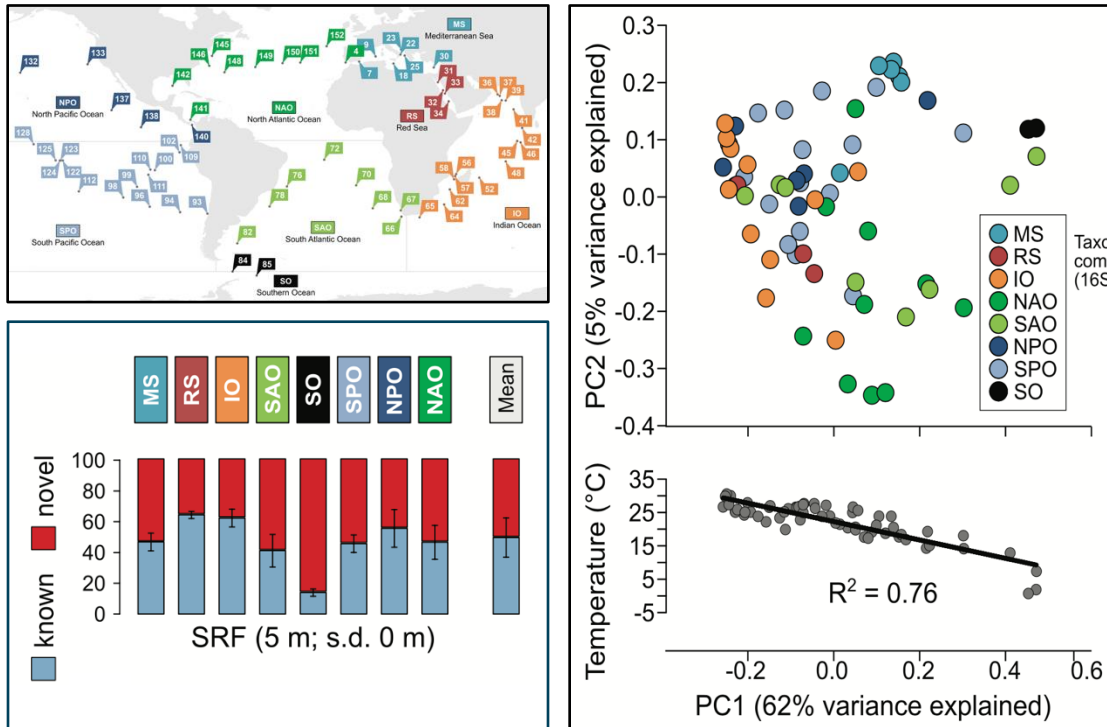 152
145
133
MS
23
22
Mediterranean Sea
132
146
148
149
150
151
4
9
7
18
25
30
31
36
37
142
33
39
NPO
137
North Pacific Ocean
141
NAO
North Atlantic Ocean
RS
Red Sea
32
34
38
41
138
140
128
102
109
72
42
125
123
110
100
45
46
124
122
99
111
76
70
58
56
48
112
98
96
78
57
52
94
93
68
67
62
64
65
66
SPO
South Pacific Ocean
82
SAO
South Atlantic Ocean
IO
Indian Ocean
84
85
SO
Southern Ocean
MS
RS
IO
SAO
SO
SPO
NPO
NAO
Mean
novel
known
100
80
60
40
20
0
SRF (5 m; s.d. 0 m)
PC2 (5% variance explained)
0.3
0.2
0.1
0.0
-0.1
-0.2
-0.3
-0.4
MS
RS
IO
NAO
SAO
NPO
SPO
SO
Taxo
com
(16S
Temperature (°C)
35
25
15
5
-5
R² = 0.76
-0.2
0.0
0.2
0.4
0.6
PC1 (62% variance explained)